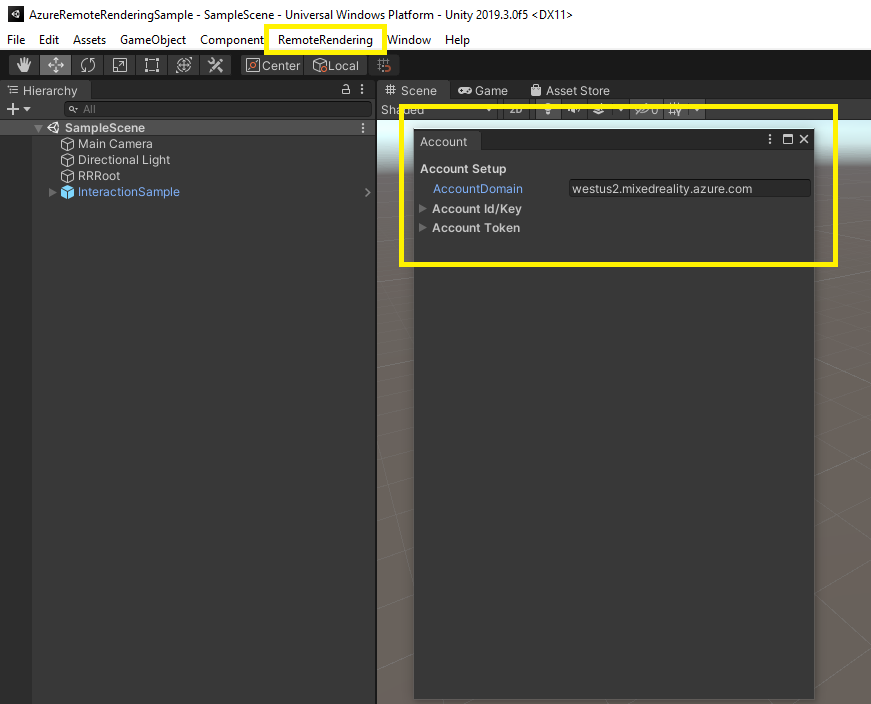 AzureRemoteRenderingSample - SampleScene - Universal Windows Platform - Unity 2019.3.0f5 <DX11>
File Edit Assets GameObject Component RemoteRendering Window Help
Center Local
Hierarchy
Scene Game Asset Store
All
Shaded 2D 0
SampleScene
Main Camera
Directional Light
RRRoot
InteractionSample
Account
Account Setup
AccountDomain westus2.mixedreality.azure.com
Account Id/Key
Account Token